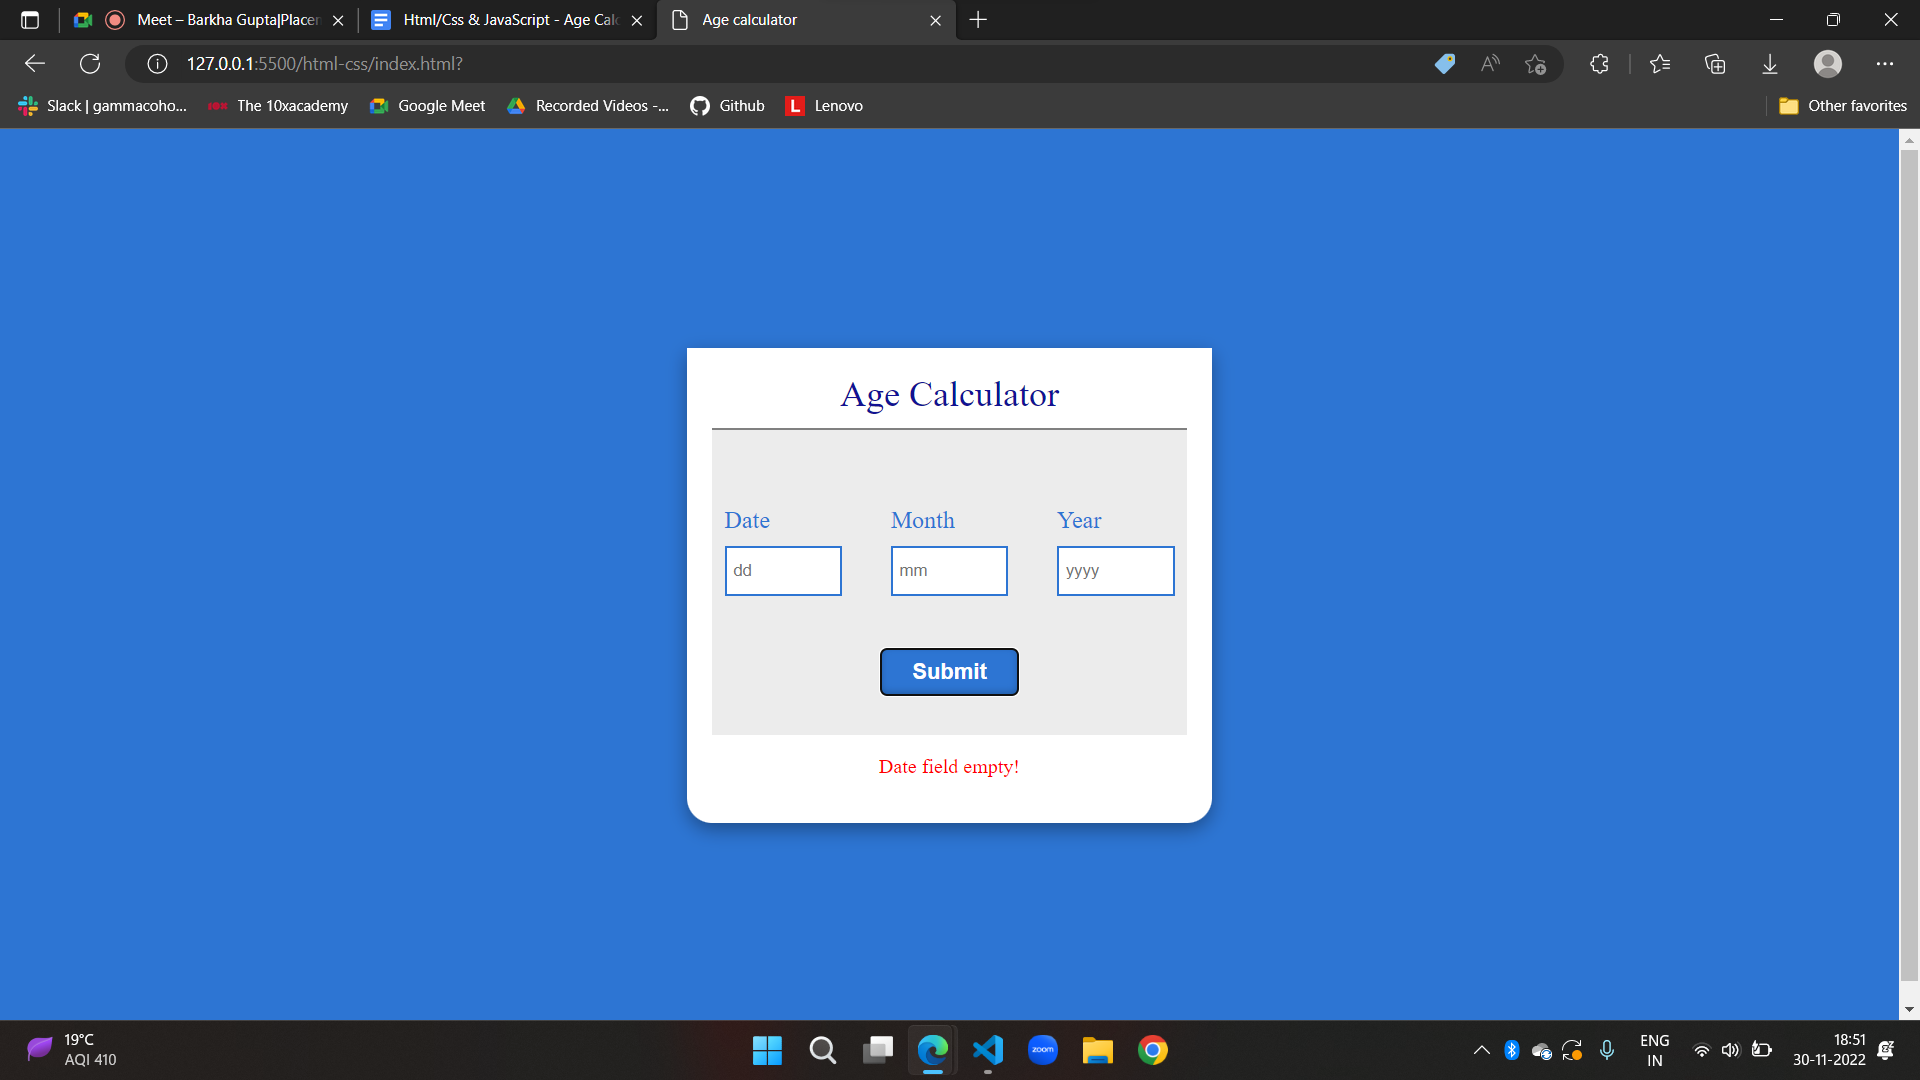 Meet – Barkha Gupta|Placer
Html/Css & JavaScript - Age Calc
Age calculator
127.0.0.1:5500/html-css/index.html?
Slack | gammacoho...
The 10xacademy
Google Meet
Recorded Videos -...
Github
L Lenovo
Other favorites
Age Calculator
Date Month Year
dd mm yyyy
Submit
Date field empty!
19°C
AQI 410
zoom
ENG
IN
18:51
30-11-2022